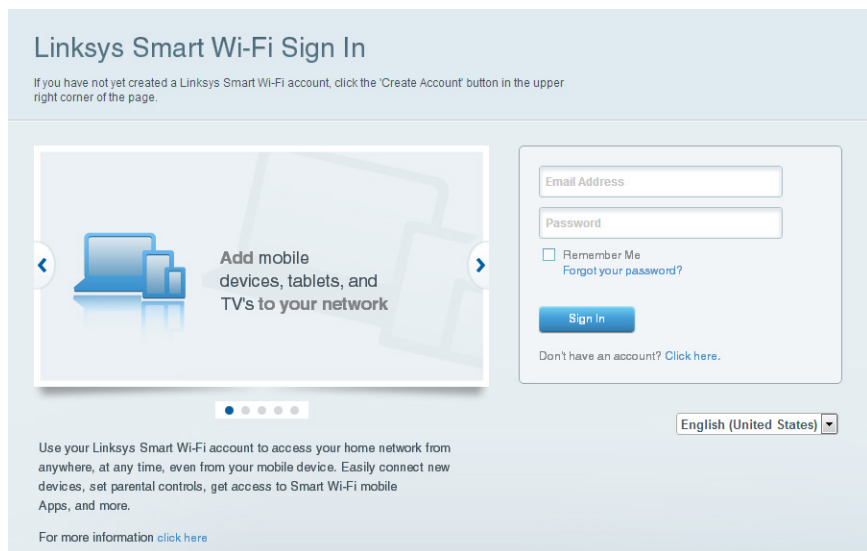 Linksys Smart Wi-Fi Sign In
If you have not yet created a Linksys Smart Wi-Fi account, click the 'Create Account' button in the upper
right corner of the page.
Add mobile
devices, tablets, and
TV's to your network
Email Address
Password
Remember Me
Forgot your password?
Sign In
Don't have an account? Click here.
English (United States)
Use your Linksys Smart Wi-Fi account to access your home network from
anywhere, at any time, even from your mobile device. Easily connect new
devices, set parental controls, get access to Smart Wi-Fi mobile
Apps, and more.
For more information click here